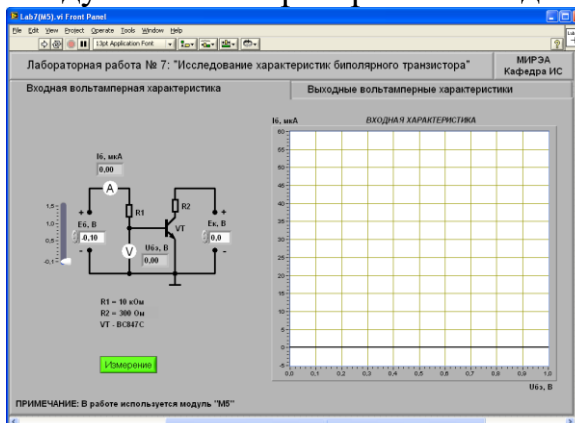 Lab7(M5).vi Front Panel
File Edit View Project Operate Tools Window Help
13pt Application Font
Лабораторная работа № 7: "Исследование характеристик биполярного транзистора"
МИРЭА
Кафедра ИС
Входная вольтамперная характеристика
Выходные вольтамперные характеристики
Iб, мкА
ВХОДНАЯ ХАРАКТЕРИСТИКА
Iб, мкА
0,00
A
R1
R2
VT
1,5
1,0
0,5
-0,1
+
Eб, В
-0,10
-
V
Uбэ, В
0,00
+
Eк, В
0,0
-
R1 = 10 кОм
R2 = 300 Ом
VT - BC847C
Измерение
60
55
50
45
40
35
30
25
20
15
10
5
0
-5
0,0 0,1 0,2 0,3 0,4 0,5 0,6 0,7 0,8 0,9 1,0
Uбэ, В
ПРИМЕЧАНИЕ: В работе используется модуль "М5"